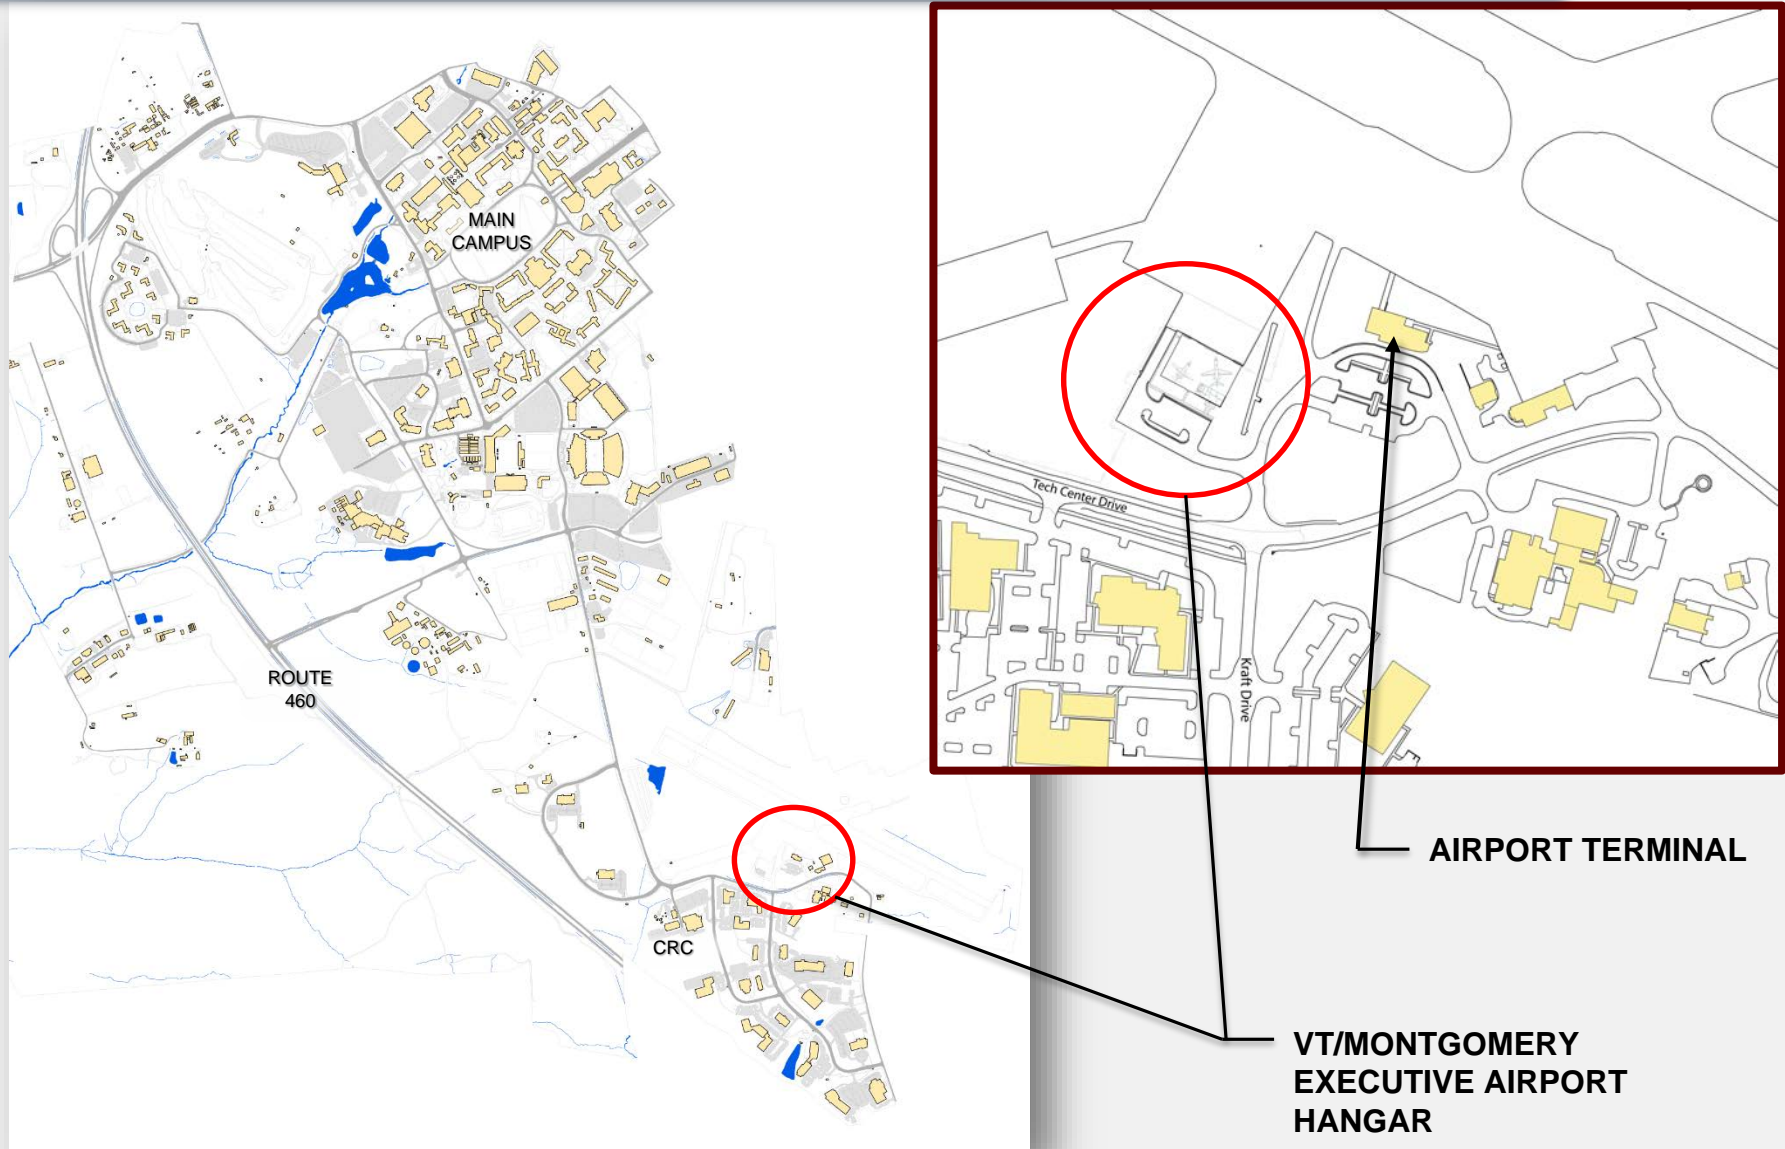 MAIN
CAMPUS
ROUTE
460
CRC
Tech Center Drive
Kraft Drive
AIRPORT TERMINAL
VT/MONTGOMERY
EXECUTIVE AIRPORT
HANGAR